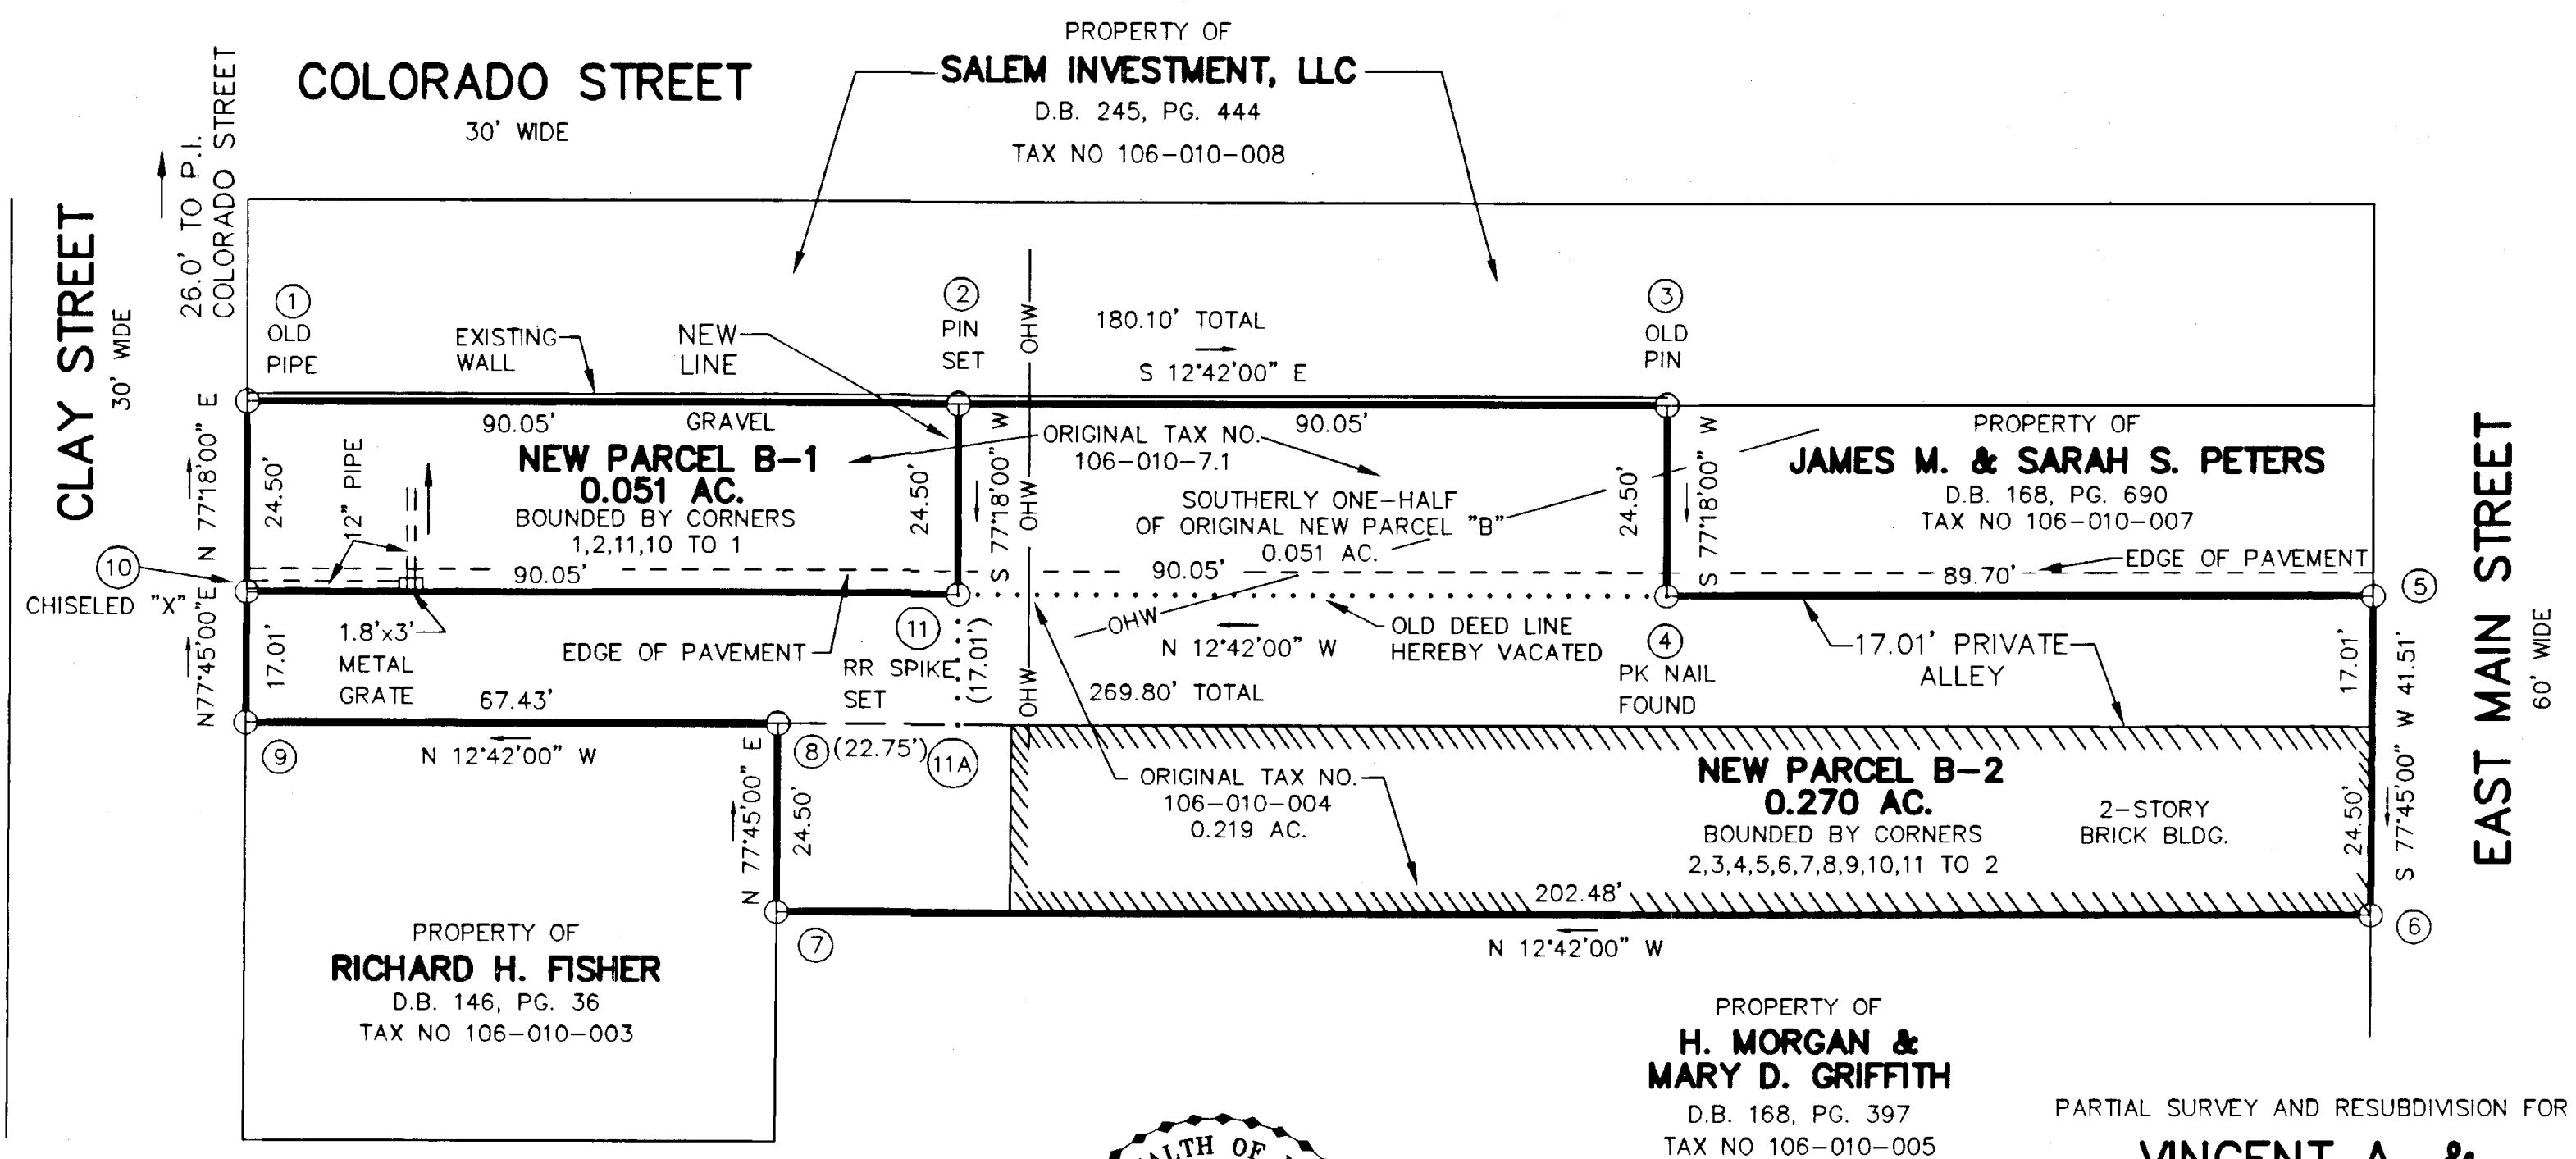 PROPERTY OF
SALEM INVESTMENT, LLC
D.B. 245, PG. 444
TAX NO 106-010-008
COLORADO STREET
30' WIDE
26.0' TO P.I.
COLORADO STREET
CLAY STREET
30' WIDE
1
OLD
PIPE
EXISTING
WALL
NEW
LINE
2
PIN
SET
OHW
OHW
OHW
OHW
180.10' TOTAL
S 12°42'00" E
3
OLD
PIN
N 77°18'00" E
24.50'
90.05'
GRAVEL
NEW PARCEL B-1
0.051 AC.
BOUNDED BY CORNERS
1,2,11,10 TO 1
12" PIPE
90.05'
24.50'
S 77°18'00" W
ORIGINAL TAX NO.
106-010-7.1
90.05'
SOUTHERLY ONE-HALF
OF ORIGINAL NEW PARCEL "B"
0.051 AC.
90.05'
24.50'
S 77°18'00" W
PROPERTY OF
JAMES M. & SARAH S. PETERS
D.B. 168, PG. 690
TAX NO 106-010-007
EDGE OF PAVEMENT
89.70'
5
EAST MAIN STREET
60' WIDE
10
CHISELED "X"
N77°45'00"E
17.01'
1.8'x3'
METAL
GRATE
EDGE OF PAVEMENT
11
RR SPIKE
SET
(17.01')
OHW
N 12°42'00" W
OLD DEED LINE
HEREBY VACATED
4
PK NAIL
FOUND
17.01' PRIVATE
ALLEY
17.01'
S 77°45'00" W 41.51'
67.43'
269.80' TOTAL
9
N 12°42'00" W
8
(22.75')
11A
N 77°45'00" E
24.50'
ORIGINAL TAX NO.
106-010-004
0.219 AC.
NEW PARCEL B-2
0.270 AC.
BOUNDED BY CORNERS
2,3,4,5,6,7,8,9,10,11 TO 2
2-STORY
BRICK BLDG.
24.50'
202.48'
7
N 12°42'00" W
6
PROPERTY OF
RICHARD H. FISHER
D.B. 146, PG. 36
TAX NO 106-010-003
PROPERTY OF
H. MORGAN &
MARY D. GRIFFITH
D.B. 168, PG. 397
TAX NO 106-010-005
PARTIAL SURVEY AND RESUBDIVISION FOR
VINCENT A. &
ALTH OF